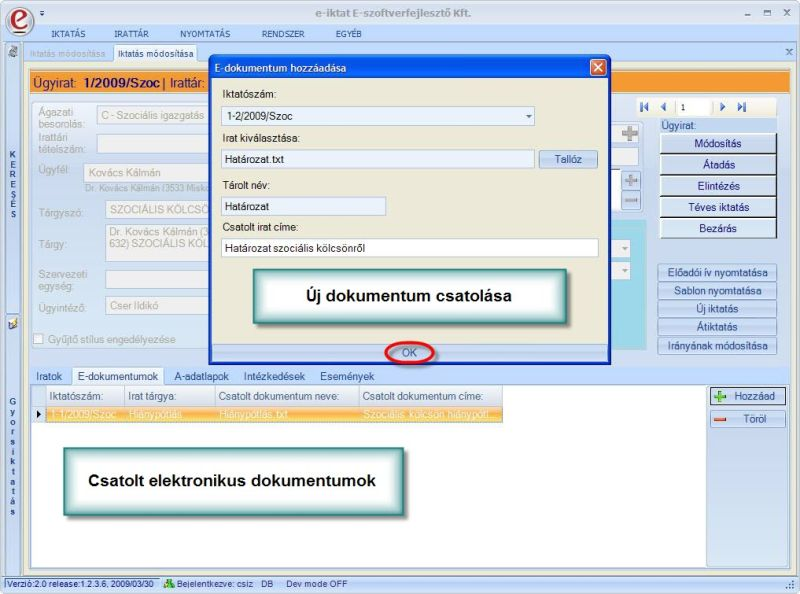 e-iktat E-szoftverfejlesztő Kft.
IKTATÁS IRATTÁR NYOMTATÁS RENDSZER EGYÉB
Iktatás módosítása Iktatás módosítása
Ügyirat: 1/2009/Szoc | Irattár:
KERESÉS
Gyorsiktatás
Ágazati besorolás:
C - Szociális igazgatás
Irattári tételszám:
Ügyfél:
Kovács Kálmán
Dr. Kovács Kálmán (3533 Misko
Tárgyszó:
SZOCIÁLIS KÖLCSÖ
Tárgy:
Dr. Kovács Kálmán (3
632) SZOCIÁLIS KÖL
Szervezeti egység:
Ügyintéző:
Cser Ildikó
Gyűjtő stílus engedélyezése
E-dokumentum hozzáadása
Iktatószám:
1-2/2009/Szoc
Irat kiválasztása:
Határozat.txt
Tallóz
Tárolt név:
Határozat
Csatolt irat címe:
Határozat szociális kölcsönről
Új dokumentum csatolása
OK
1
Ügyirat:
Módosítás
Átadás
Elintézés
Téves iktatás
Bezárás
Előadói ív nyomtatása
Sablon nyomtatása
Új iktatás
Átiktatás
Irányának módosítása
Iratok E-dokumentumok A-adatlapok Intézkedések Események
Iktatószám: Irat tárgya: Csatolt dokumentum neve: Csatolt dokumentum címe:
1-1/2009/Szoc Hiánypótlás Hiánypótlás.txt Szociális kölcsön hiánypótl
Hozzáad
Töröl
Csatolt elektronikus dokumentumok
Verzió:2.0 release:1.2.3.6, 2009/03/30 Bejelentkezve: csiz DB Dev mode OFF